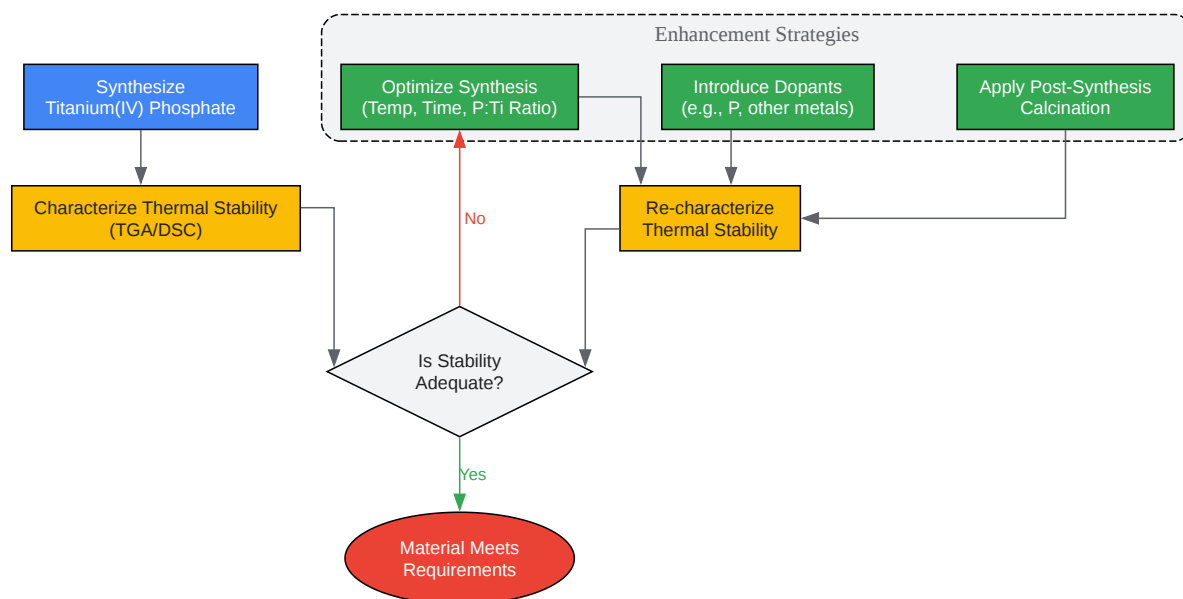 Enhancement Strategies
Synthesize
Titanium(IV) Phosphate
Optimize Synthesis
(Temp, Time, P:Ti Ratio)
Introduce Dopants
(e.g., P, other metals)
Apply Post-Synthesis
Calcination
Characterize Thermal Stability
(TGA/DSC)
No
Re-characterize
Thermal Stability
Is Stability
Adequate?
Yes
Material Meets
Requirements